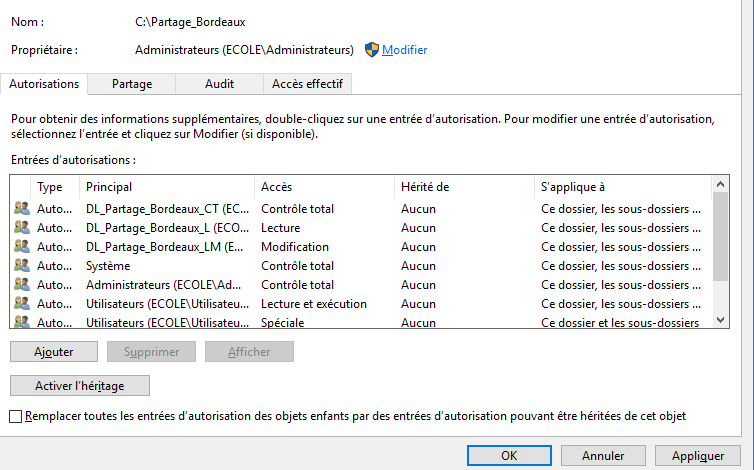 Nom : C:\Partage_Bordeaux
Propriétaire : Administrateurs (ECOLE\Administrateurs) Modifier
Autorisations Partage Audit Accès effectif
Pour obtenir des informations supplémentaires, double-cliquez sur une entrée d’autorisation. Pour modifier une entrée d’autorisation,
sélectionnez l’entrée et cliquez sur Modifier (si disponible).
Entrées d’autorisations :
Type Principal Accès Hérité de S’applique à
Auto... DL_Partage_Bordeaux_CT (EC... Contrôle total Aucun Ce dossier, les sous-dossiers ...
Auto... DL_Partage_Bordeaux_L (ECO... Lecture Aucun Ce dossier, les sous-dossiers ...
Auto... DL_Partage_Bordeaux_LM (E... Modification Aucun Ce dossier, les sous-dossiers ...
Auto... Système Contrôle total Aucun Ce dossier, les sous-dossiers ...
Auto... Administrateurs (ECOLE\Ad... Contrôle total Aucun Ce dossier, les sous-dossiers ...
Auto... Utilisateurs (ECOLE\Utilisateu... Lecture et exécution Aucun Ce dossier, les sous-dossiers ...
Auto... Utilisateurs (ECOLE\Utilisateu... Spéciale Aucun Ce dossier et les sous-dossiers
Ajouter Supprimer Afficher
Activer l’héritage
Remplacer toutes les entrées d’autorisation des objets enfants par des entrées d’autorisation pouvant être héritées de cet objet
OK Annuler Appliquer